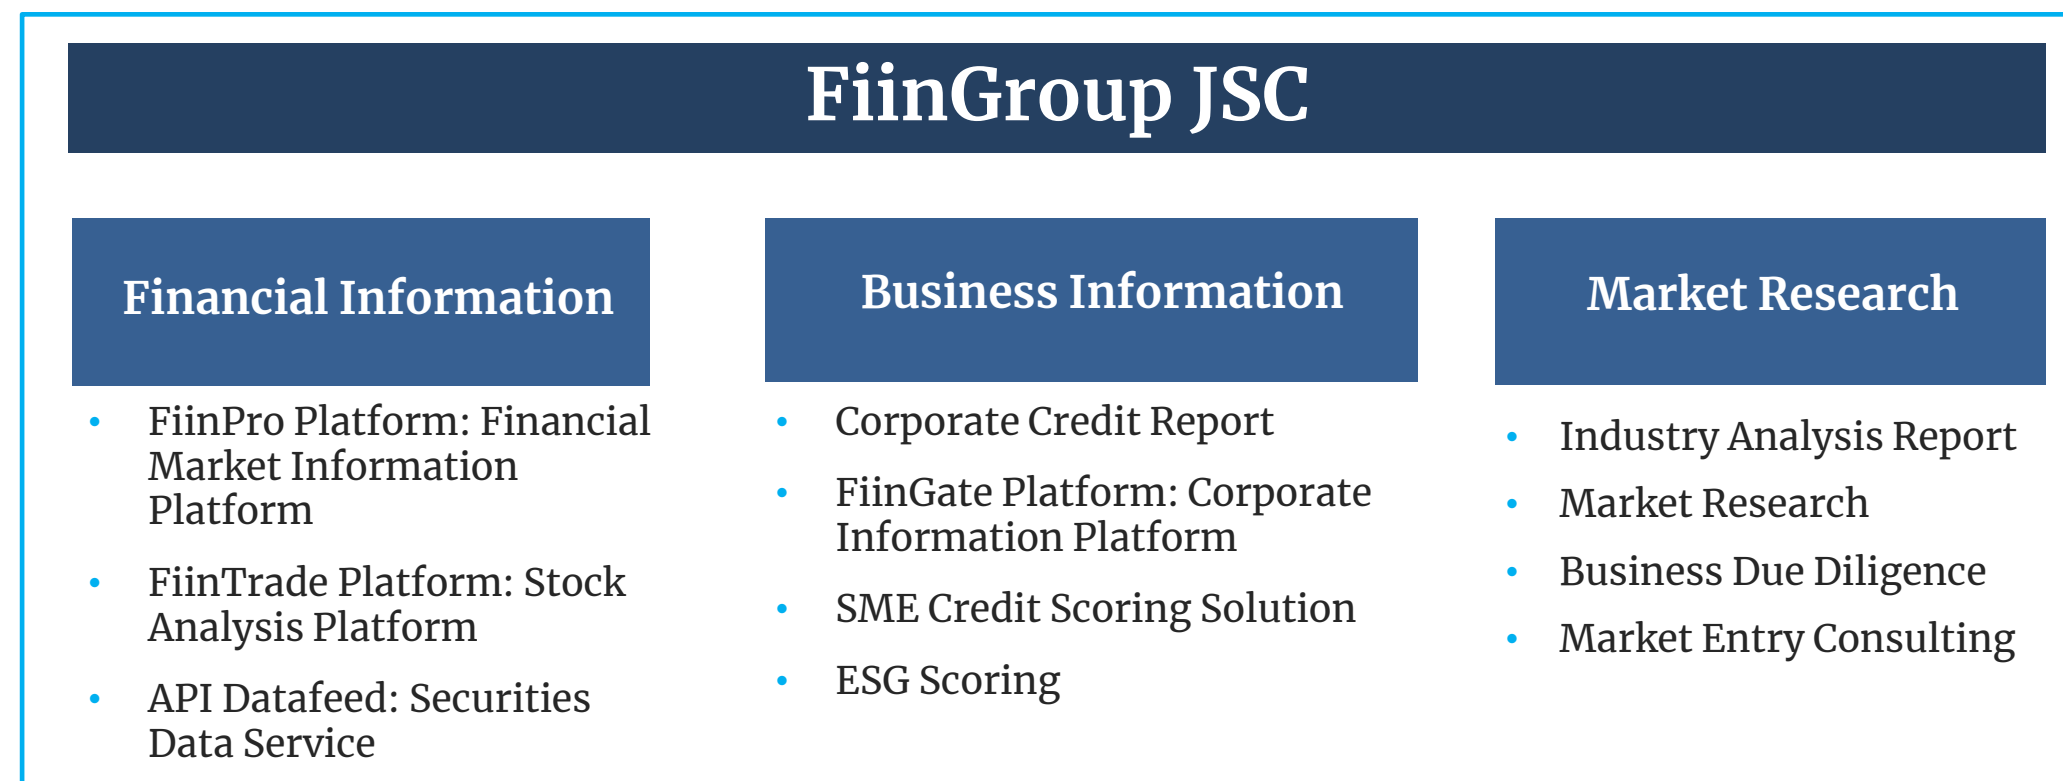 FiinGroup JSC
Financial Information
• FiinPro Platform: Financial
Market Information
Platform
• FiinTrade Platform: Stock
Analysis Platform
• API Datafeed: Securities
Data Service
Business Information
• Corporate Credit Report
• FiinGate Platform: Corporate
Information Platform
• SME Credit Scoring Solution
• ESG Scoring
Market Research
• Industry Analysis Report
• Market Research
• Business Due Diligence
• Market Entry Consulting